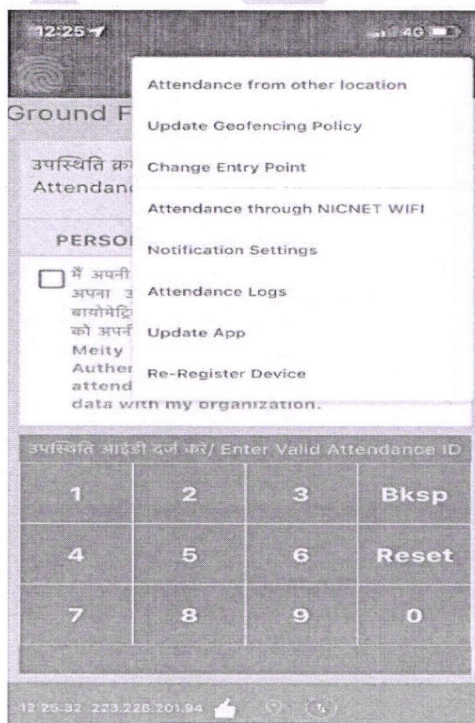 12:25
4G
Ground F
Attendance from other location
Update Geofencing Policy
Change Entry Point
Attendance through NICNET WIFI
Notification Settings
Attendance Logs
Update App
Re-Register Device
उपस्थिति क्र
Attendan
PERSO
मैं अपनी
अपना उ
बायोमेट्रि
को अपनी
Meity
Authen
attend
data with my organization.
उपस्थिति आईडी दर्ज करें/ Enter Valid Attendance ID
1 2 3 Bksp
4 5 6 Reset
7 8 9 0
12:25:32 223.228.201.94